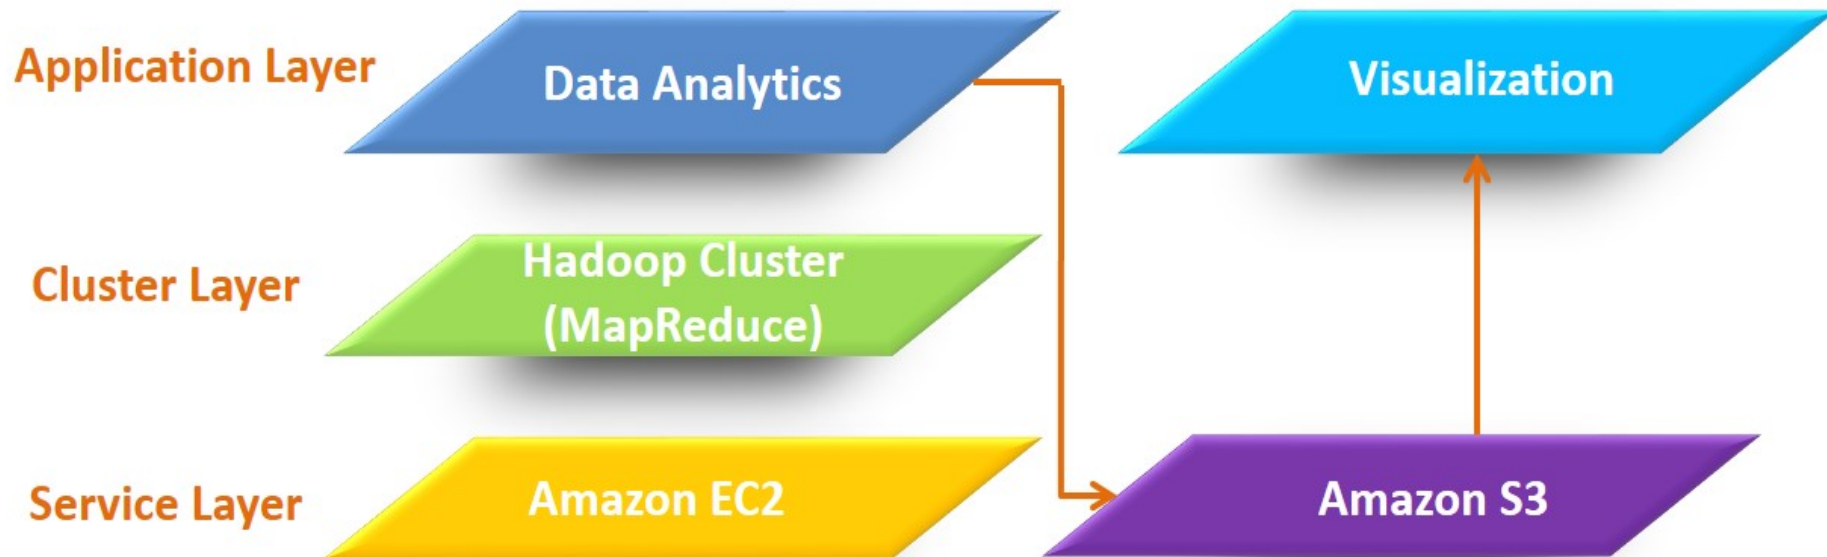 Application Layer
Data Analytics
Visualization
Cluster Layer
Hadoop Cluster
(MapReduce)
Service Layer
Amazon EC2
Amazon S3